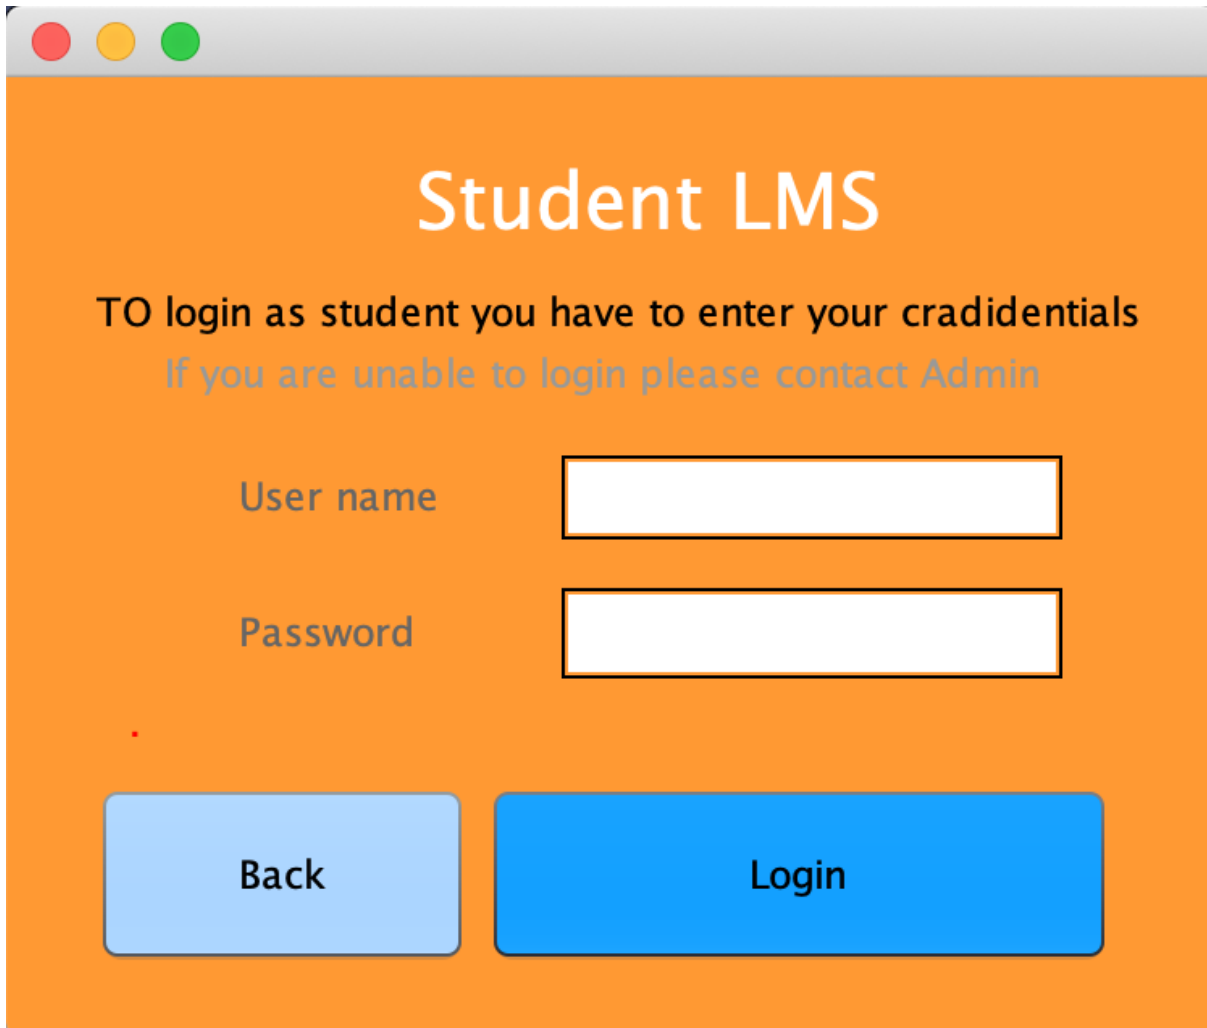 Student LMS
TO login as student you have to enter your cradidentials
If you are unable to login please contact Admin
User name
Password
.
Back
Login